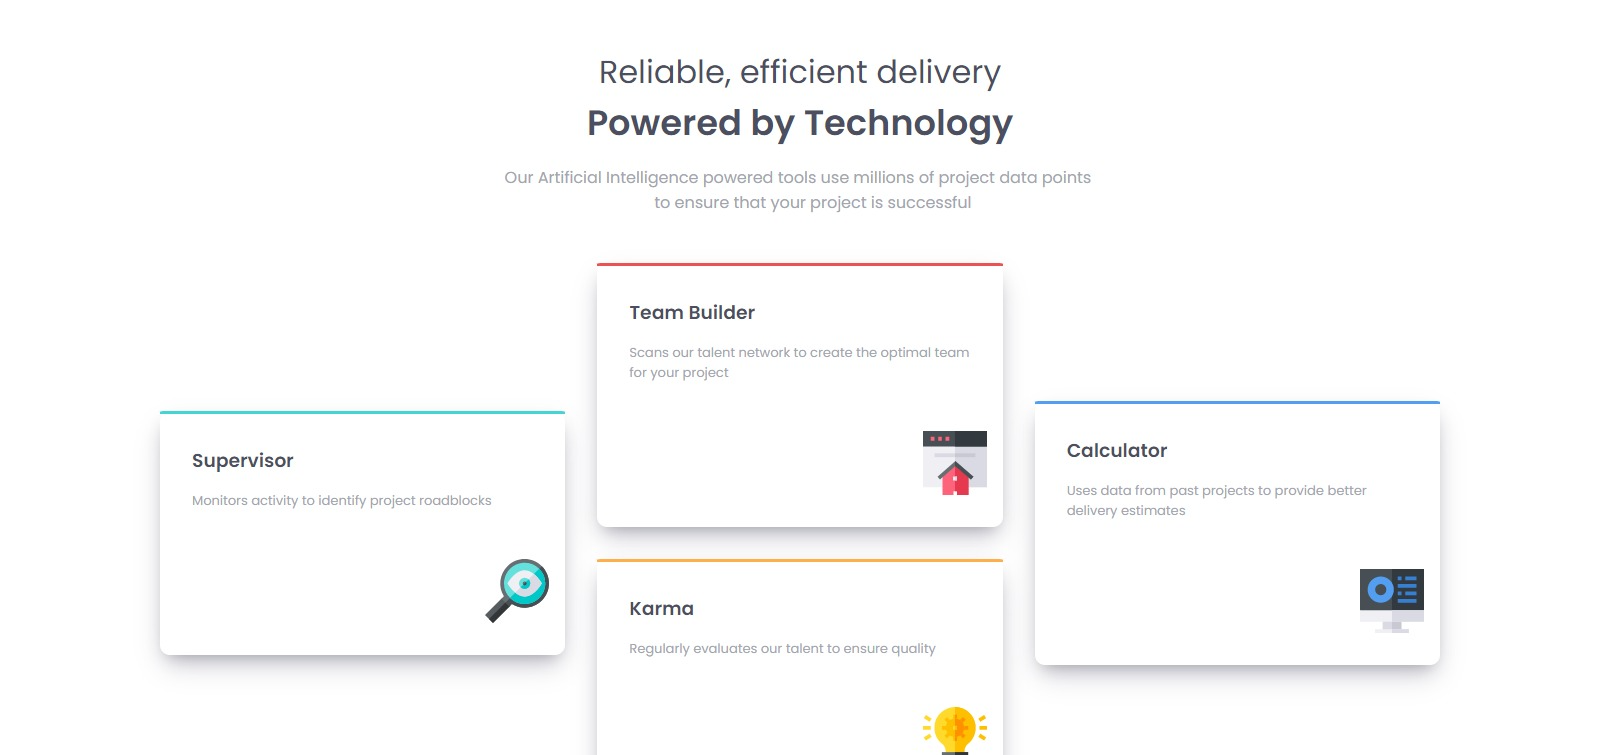 Reliable, efficient delivery
Powered by Technology
Our Artificial Intelligence powered tools use millions of project data points
to ensure that your project is successful
Team Builder
Scans our talent network to create the optimal team
for your project
Supervisor
Monitors activity to identify project roadblocks
Calculator
Uses data from past projects to provide better
delivery estimates
Karma
Regularly evaluates our talent to ensure quality